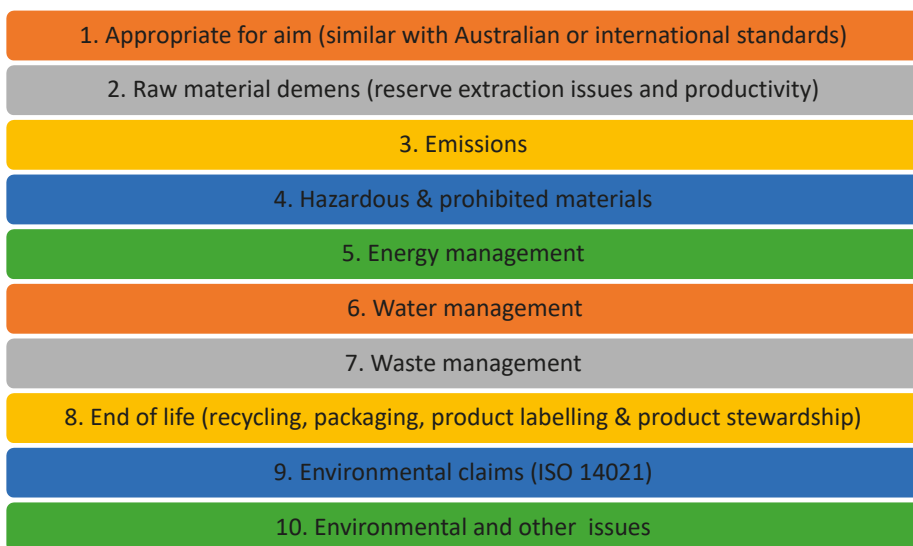 1. Appropriate for aim (similar with Australian or international standards)
2. Raw material demens (reserve extraction issues and productivity)
3. Emissions
4. Hazardous & prohibited materials
5. Energy management
6. Water management
7. Waste management
8. End of life (recycling, packaging, product labelling & product stewardship)
9. Environmental claims (ISO 14021)
10. Environmental and other issues